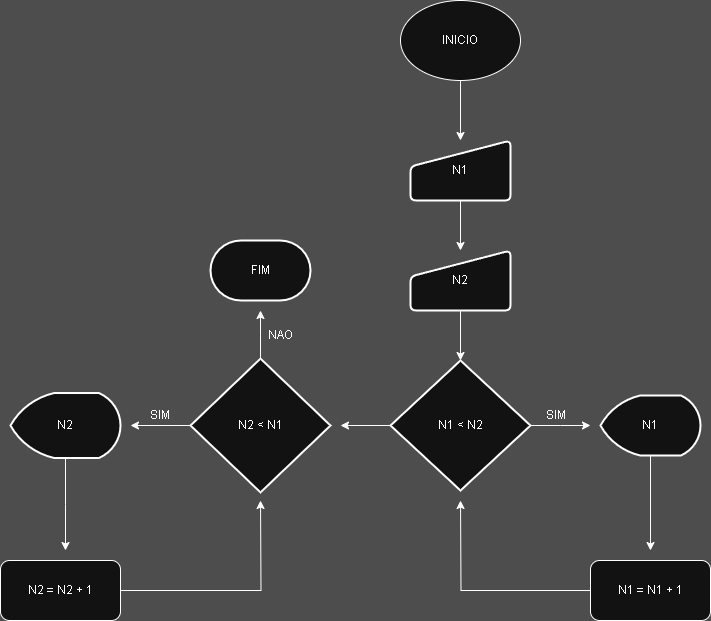 INICIO
N1
N2
FIM
NAO
N2
SIM
N2 < N1
N1 < N2
SIM
N1
N2 = N2 + 1
N1 = N1 + 1